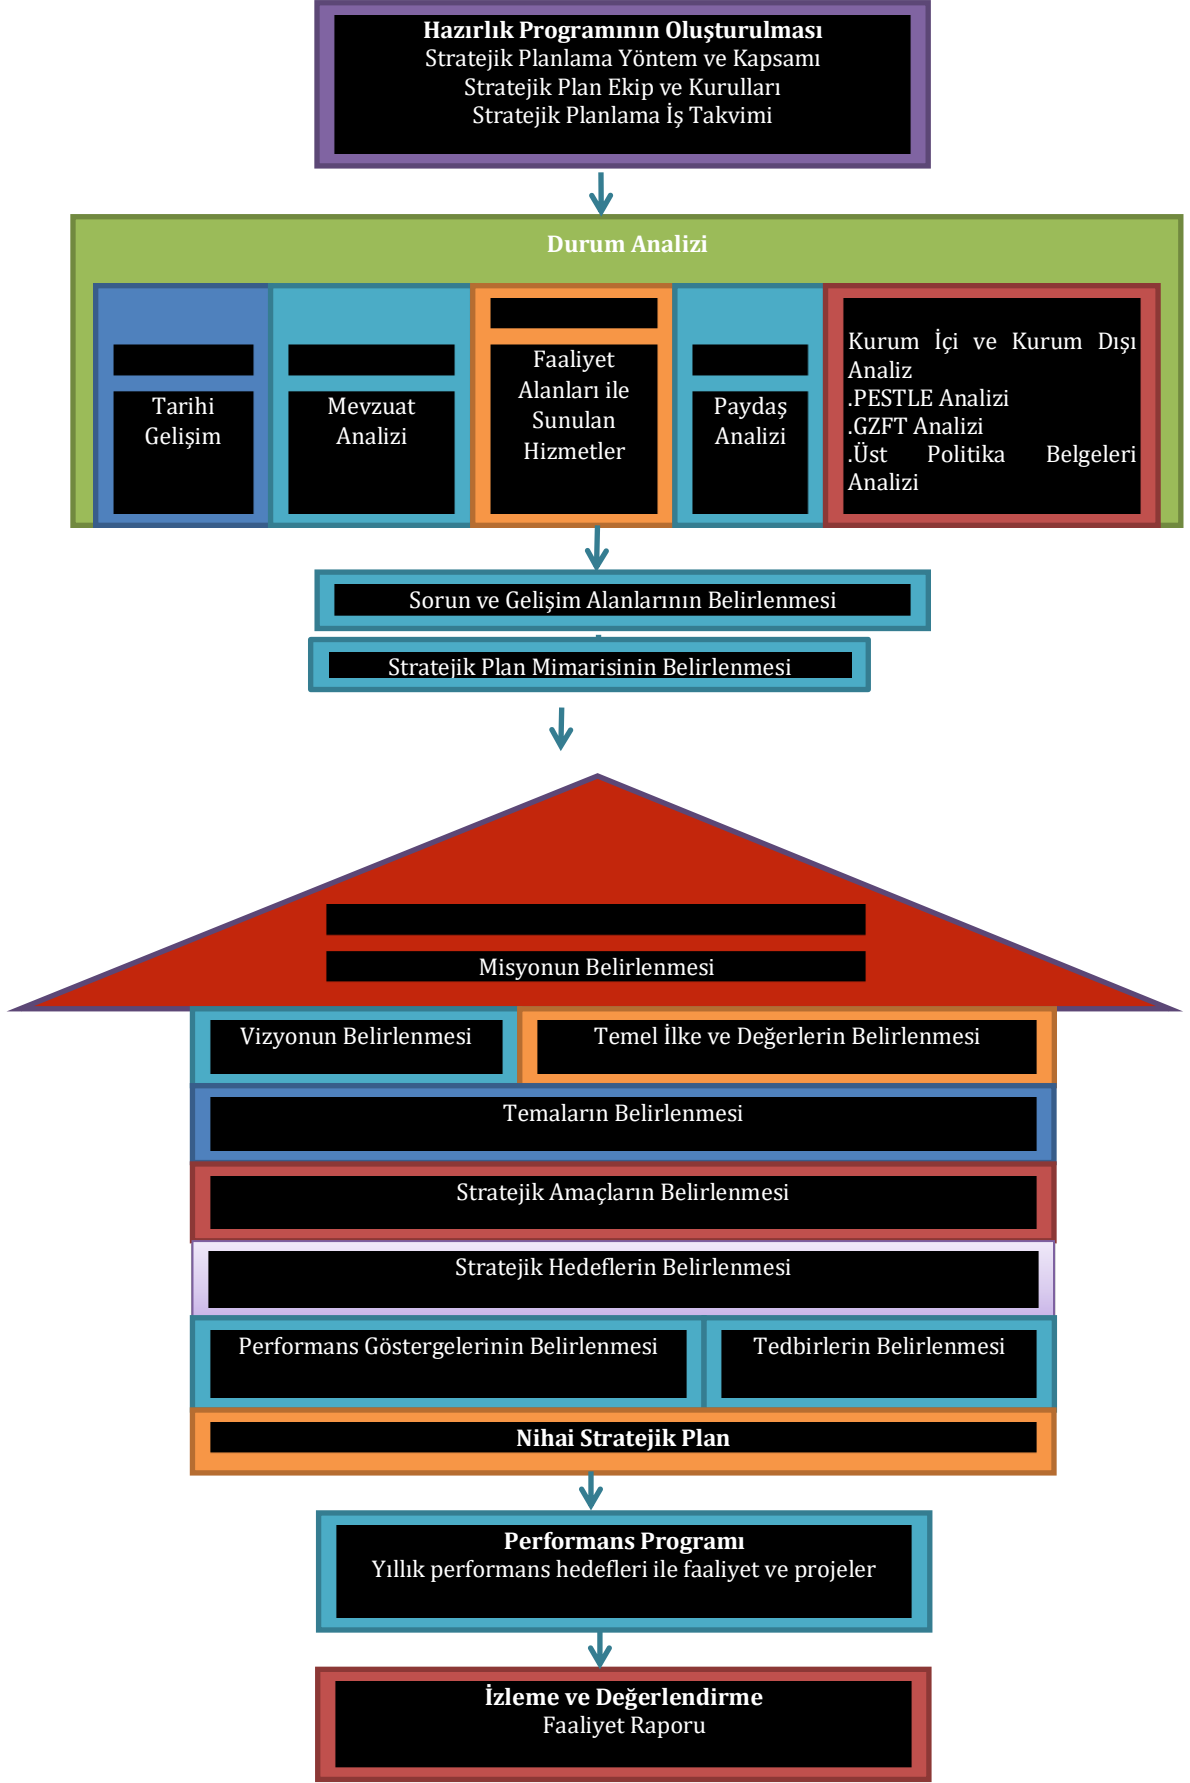 Hazırlık Programının Oluşturulması
Stratejik Planlama Yöntem ve Kapsamı
Stratejik Plan Ekip ve Kurulları
Stratejik Planlama İş Takvimi
Durum Analizi
Tarihi
Gelişim
Mevzuat
Analizi
Faaliyet
Alanları ile
Sunulan
Hizmetler
Paydaş
Analizi
Kurum İçi ve Kurum Dışı
Analiz
.PESTLE Analizi
.GZFT Analizi
.Üst Politika Belgeleri
Analizi
Sorun ve Gelişim Alanlarının Belirlenmesi
Stratejik Plan Mimarisinin Belirlenmesi
Misyonun Belirlenmesi
Vizyonun Belirlenmesi
Temel İlke ve Değerlerin Belirlenmesi
Temaların Belirlenmesi
Stratejik Amaçların Belirlenmesi
Stratejik Hedeflerin Belirlenmesi
Performans Göstergelerinin Belirlenmesi
Tedbirlerin Belirlenmesi
Nihai Stratejik Plan
Performans Programı
Yıllık performans hedefleri ile faaliyet ve projeler
İzleme ve Değerlendirme
Faaliyet Raporu